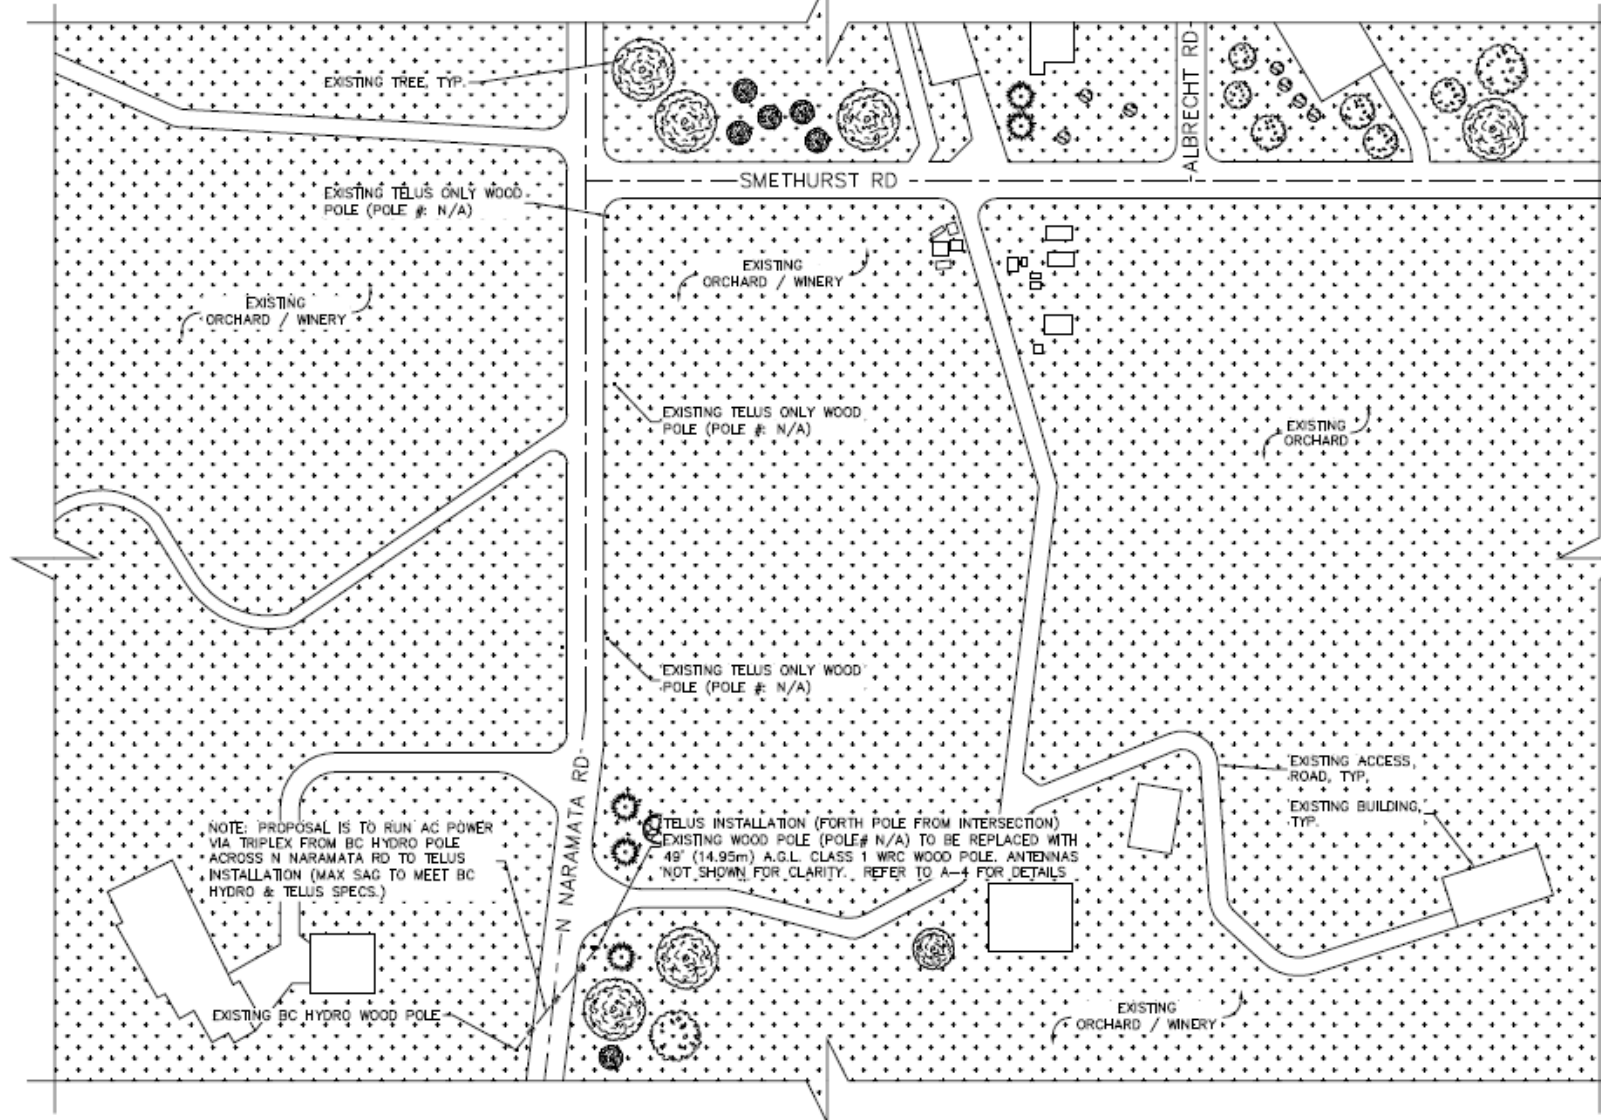 EXISTING TREE, TYP.
ALBRECHT RD
SMETHURST RD
EXISTING TELUS ONLY WOOD
POLE (POLE #: N/A)
EXISTING
ORCHARD / WINERY
EXISTING
ORCHARD / WINERY
EXISTING TELUS ONLY WOOD
POLE (POLE #: N/A)
EXISTING
ORCHARD
EXISTING TELUS ONLY WOOD
POLE (POLE #: N/A)
N NARAMATA RD
EXISTING ACCESS
ROAD, TYP.
EXISTING BUILDING,
TYP.
NOTE: PROPOSAL IS TO RUN AC POWER
VIA TRIPLEX FROM BC HYDRO POLE
ACROSS N NARAMATA RD TO TELUS
INSTALLATION (MAX SAG TO MEET BC
HYDRO & TELUS SPECS.)
TELUS INSTALLATION (FORTH POLE FROM INTERSECTION)
EXISTING WOOD POLE (POLE# N/A) TO BE REPLACED WITH
49' (14.95m) A.G.L. CLASS 1 WRC WOOD POLE. ANTENNAS
NOT SHOWN FOR CLARITY. REFER TO A-4 FOR DETAILS
EXISTING BC HYDRO WOOD POLE
EXISTING
ORCHARD / WINERY